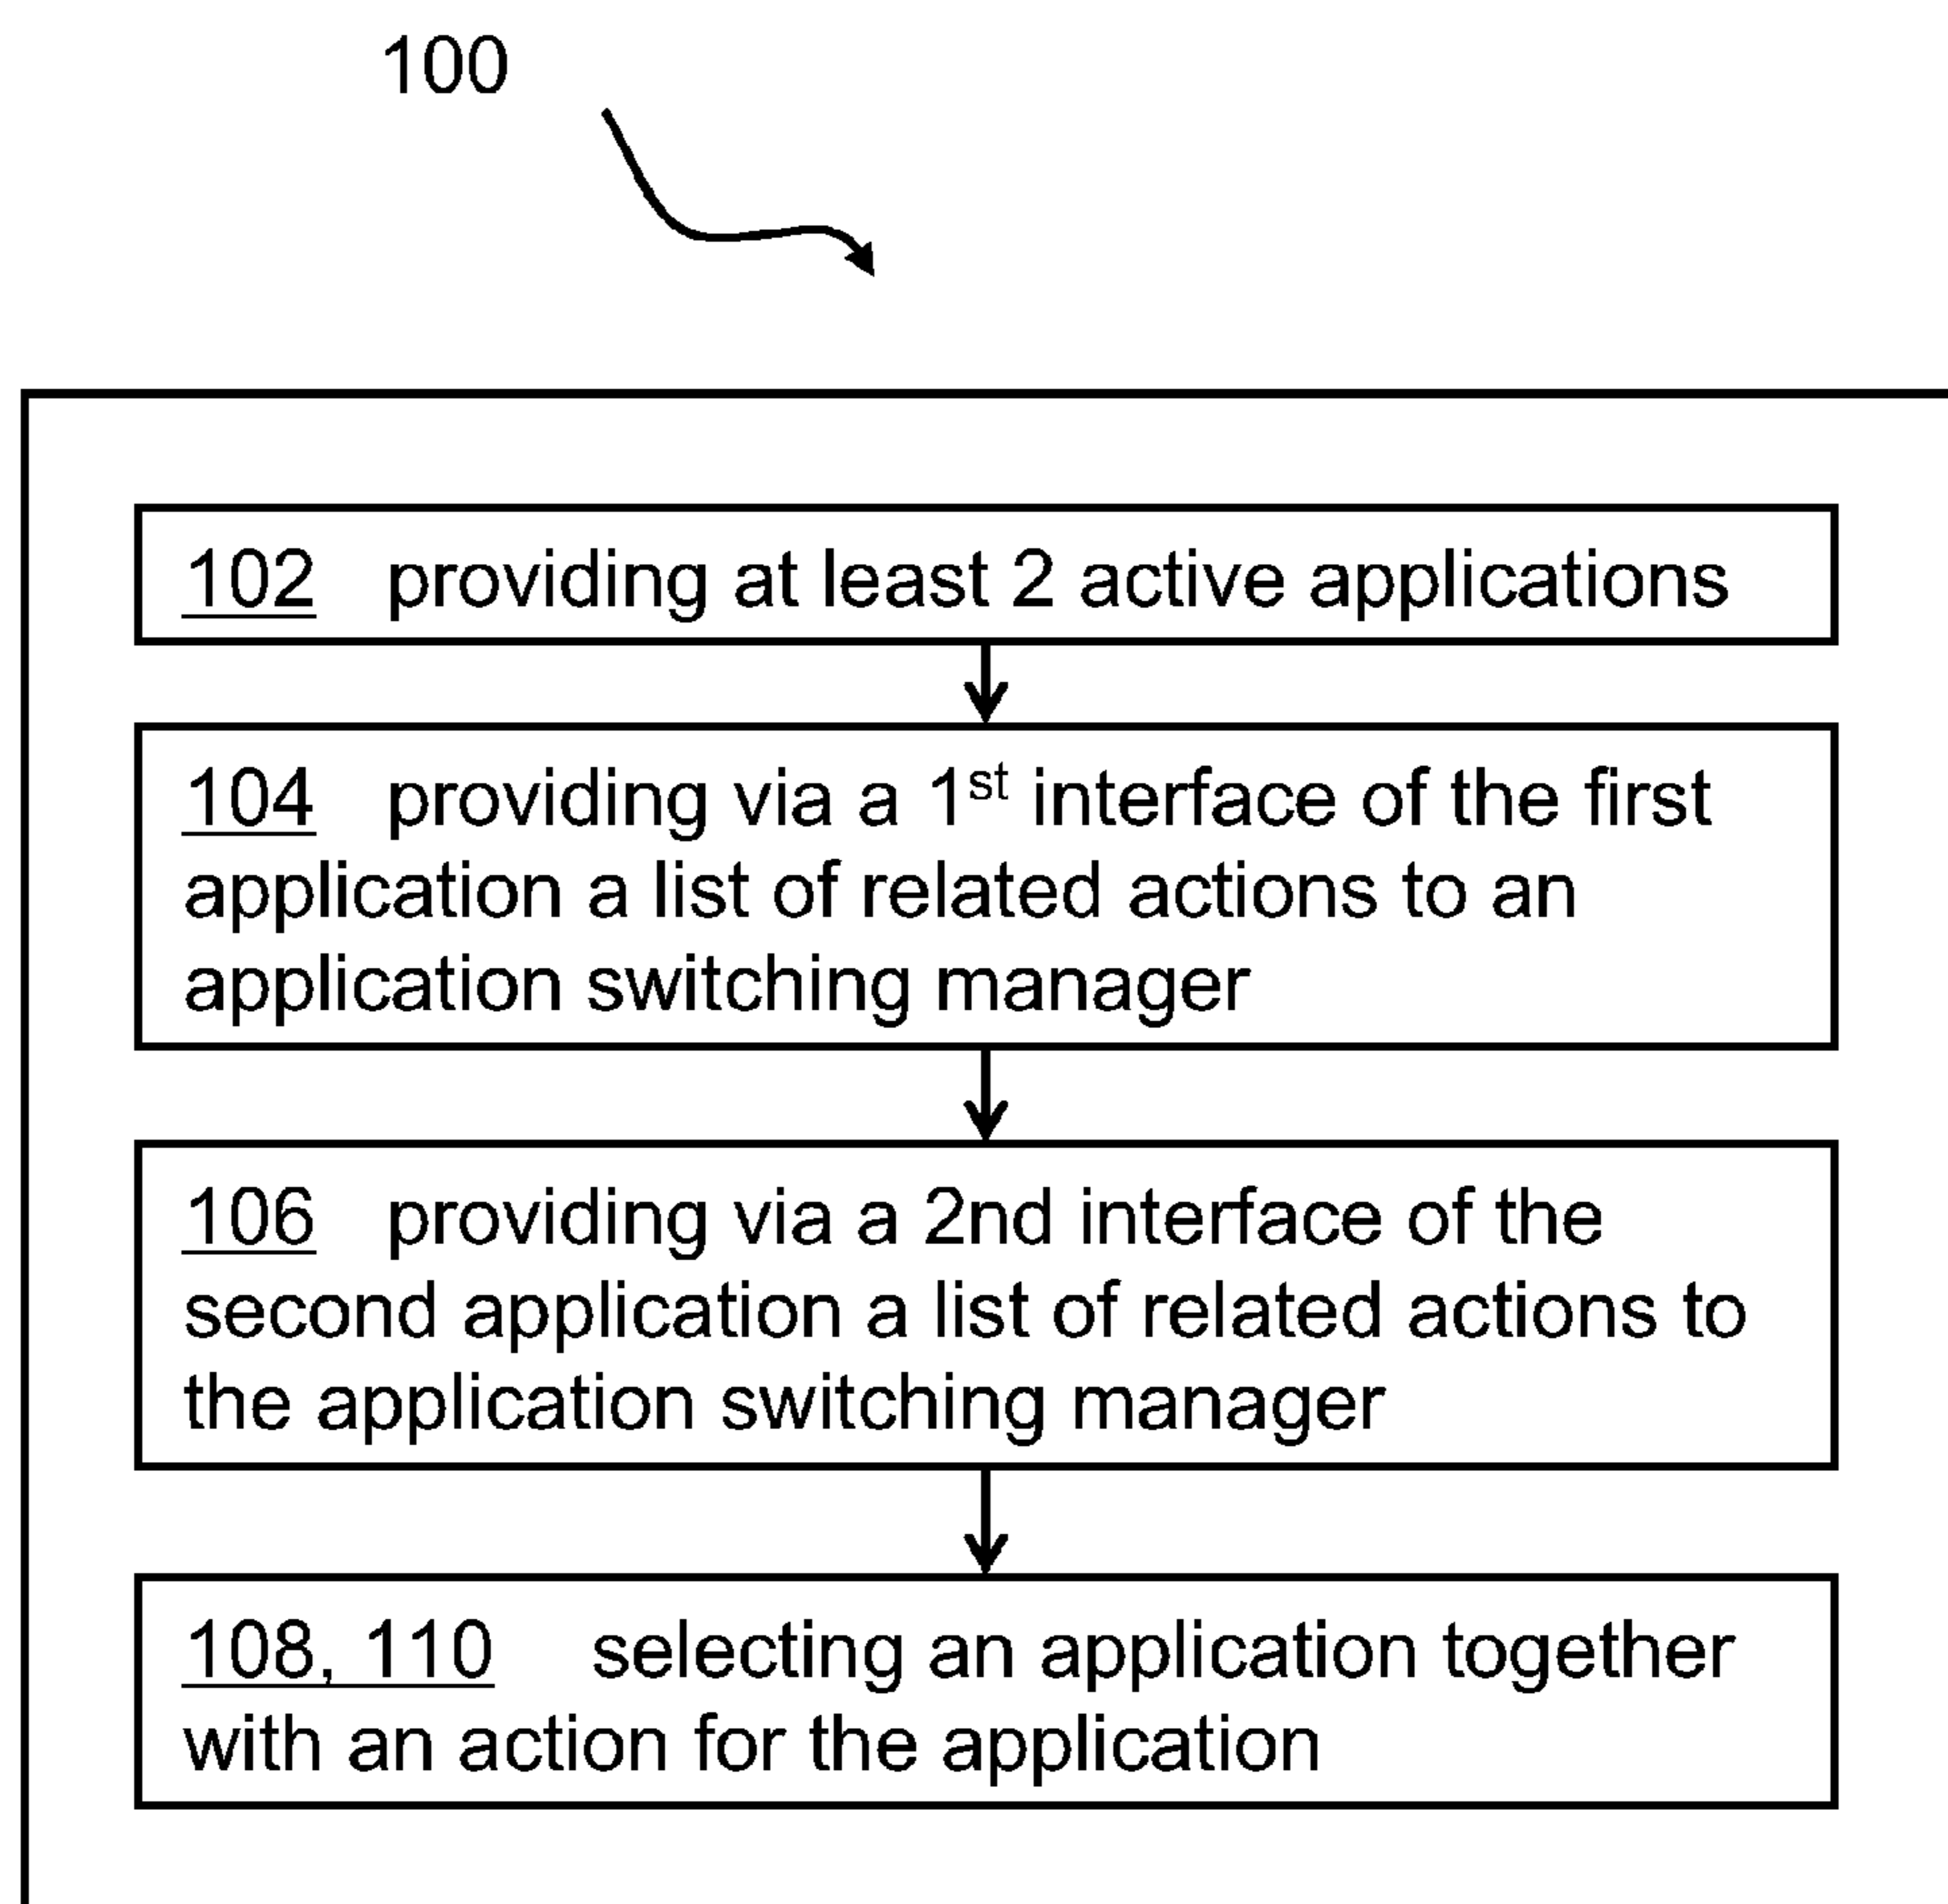 100
102 providing at least 2 active applications
104 providing via a 1st interface of the first
application a list of related actions to an
application switching manager
106 providing via a 2nd interface of the
second application a list of related actions to
the application switching manager
108, 110 selecting an application together
with an action for the application